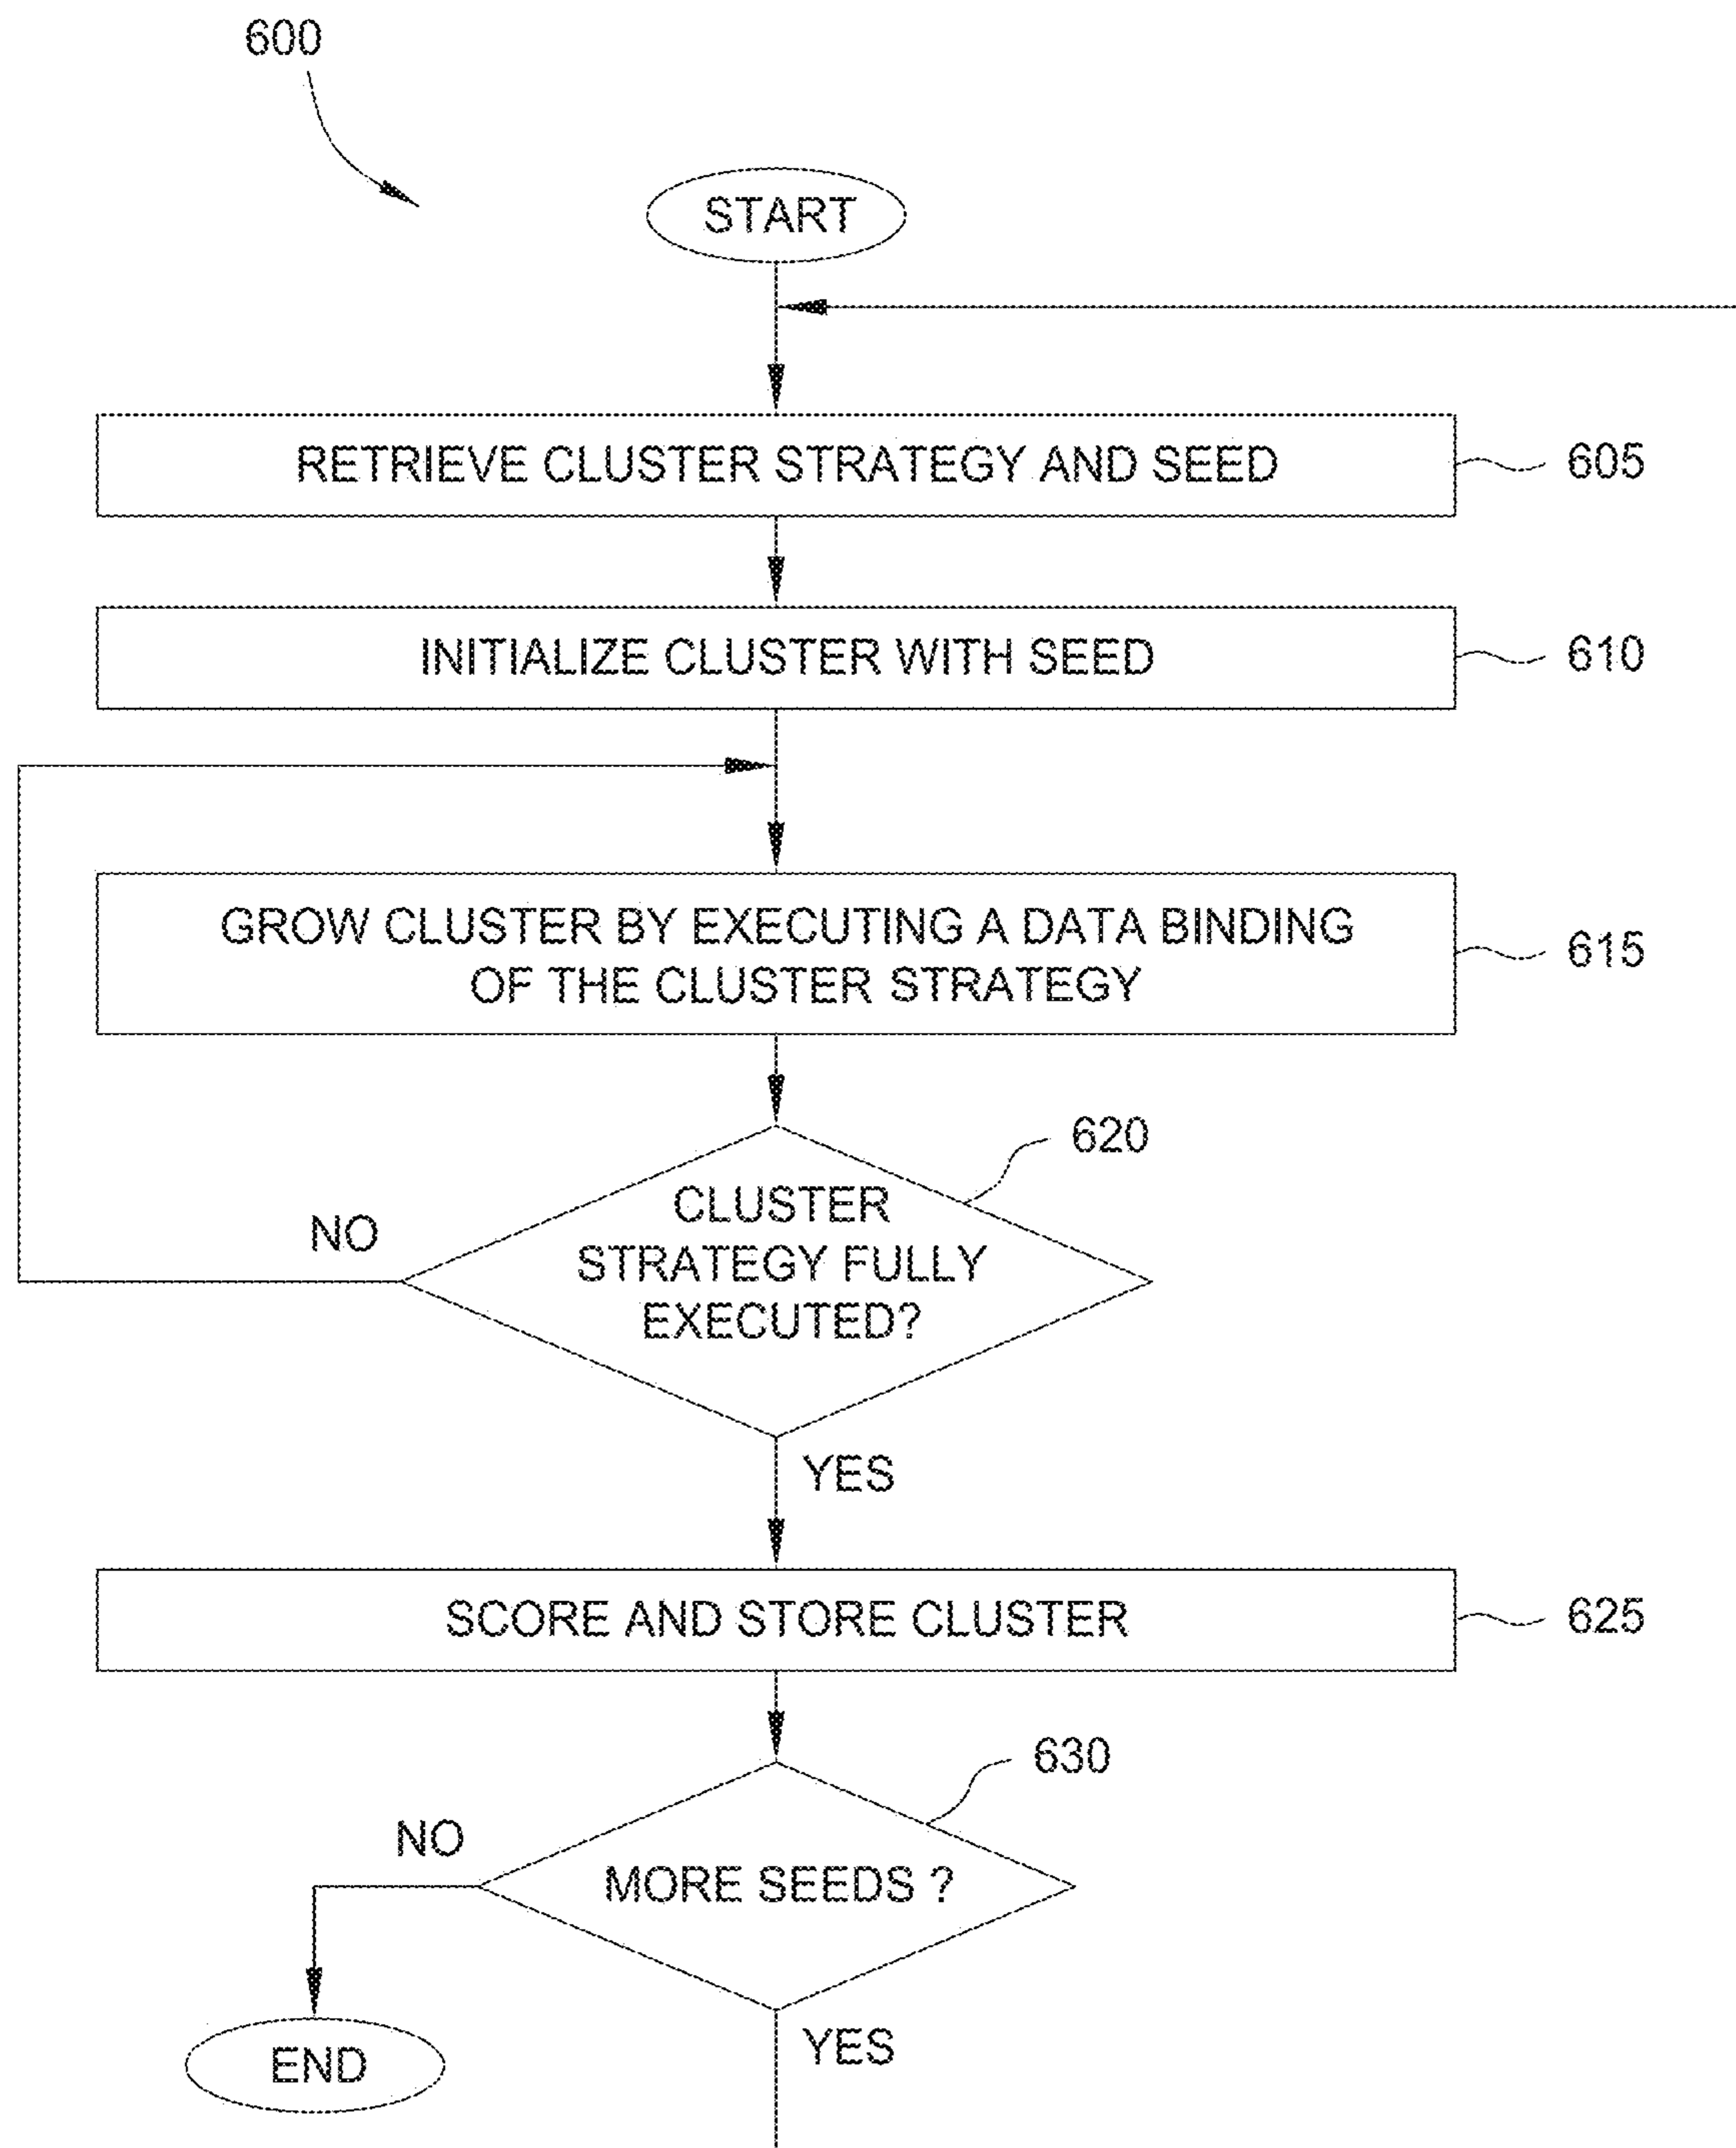 600
START
RETRIEVE CLUSTER STRATEGY AND SEED
605
INITIALIZE CLUSTER WITH SEED
610
GROW CLUSTER BY EXECUTING A DATA BINDING
OF THE CLUSTER STRATEGY
615
620
CLUSTER
STRATEGY FULLY
EXECUTED?
NO
YES
SCORE AND STORE CLUSTER
625
630
NO
MORE SEEDS ?
YES
END